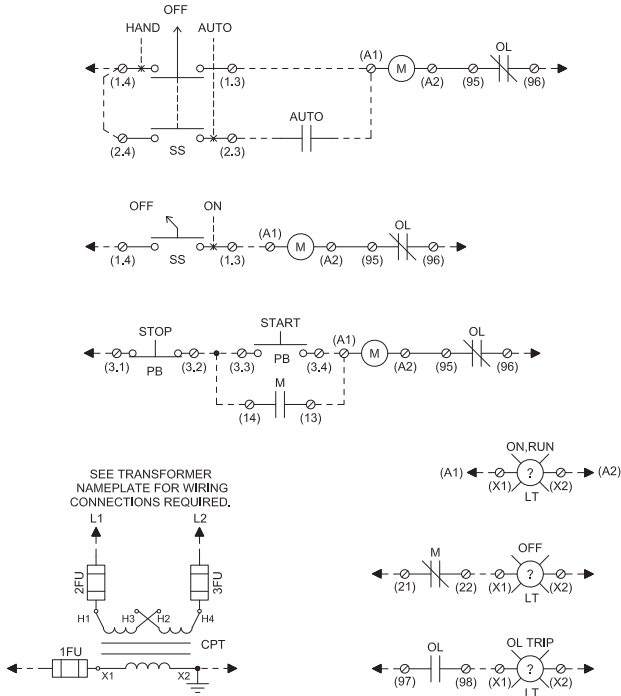 OFF
HAND AUTO
(1.4) (1.3) (A1) M (A2) (95) OL (96)
AUTO
(2.4) SS (2.3)
OFF ON
(1.4) SS (1.3) (A1) M (A2) (95) OL (96)
STOP START
(3.1) PB (3.2) (3.3) PB (3.4) (A1) M (A2) (95) OL (96)
M
(14) (13)
ON,RUN
(A1) (X1) ? (X2) (A2)
LT
SEE TRANSFORMER
NAMEPLATE FOR WIRING
CONNECTIONS REQUIRED.
L1 L2
2FU 3FU
H1 H3 H2 H4
CPT
1FU
X1 X2
M OFF
(21) (22) (X1) ? (X2)
LT
OL OL TRIP
(97) (98) (X1) ? (X2)
LT